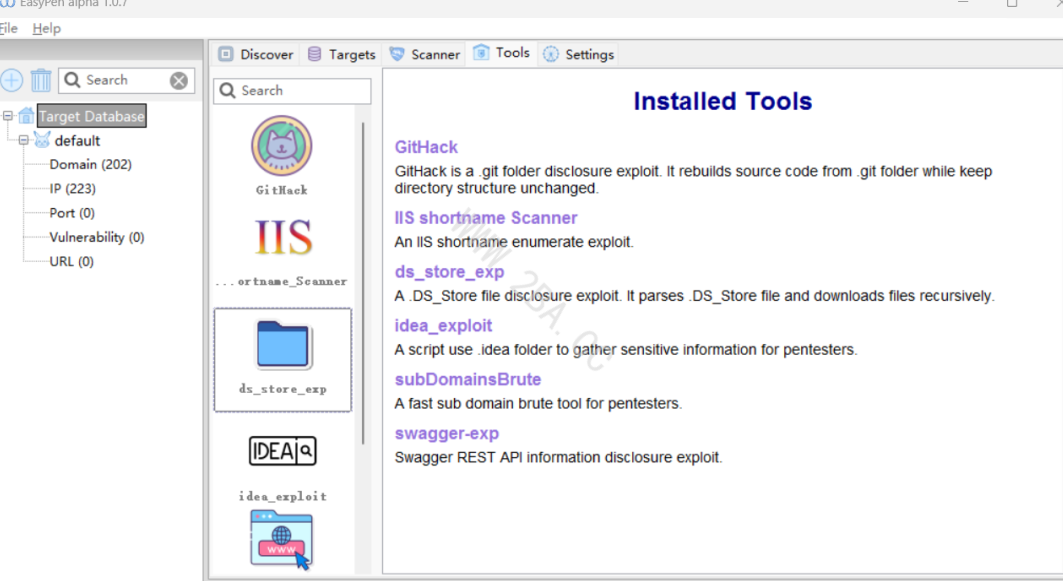 EasyPen alpha 1.0.7
File Help
Search
Target Database
default
Domain (202)
IP (223)
Port (0)
Vulnerability (0)
URL (0)
Discover Targets Scanner Tools Settings
Search
GitHack
IIS
...ortname_Scanner
ds_store_exp
IDEA
idea_exploit
WWW
Installed Tools
GitHack
GitHack is a .git folder disclosure exploit. It rebuilds source code from .git folder while keep
directory structure unchanged.
IIS shortname Scanner
An IIS shortname enumerate exploit.
ds_store_exp
A .DS_Store file disclosure exploit. It parses .DS_Store file and downloads files recursively.
idea_exploit
A script use .idea folder to gather sensitive information for pentesters.
subDomainsBrute
A fast sub domain brute tool for pentesters.
swagger-exp
Swagger REST API information disclosure exploit.
WWW.2BA.CC